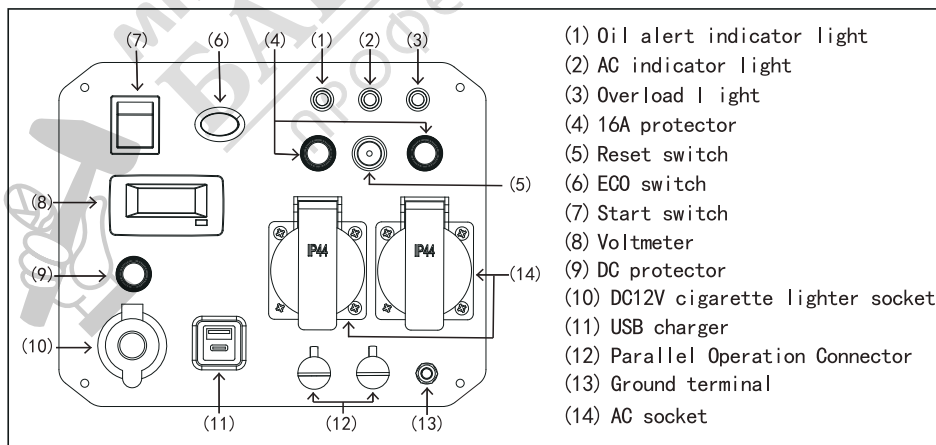 (7) (6) (4) (1) (2) (3)
(5)
(8)
IP44 IP44
(9)
(14)
(10)
(11) (12) (13)
(1) Oil alert indicator light
(2) AC indicator light
(3) Overload l ight
(4) 16A protector
(5) Reset switch
(6) ECO switch
(7) Start switch
(8) Voltmeter
(9) DC protector
(10) DC12V cigarette lighter socket
(11) USB charger
(12) Parallel Operation Connector
(13) Ground terminal
(14) AC socket